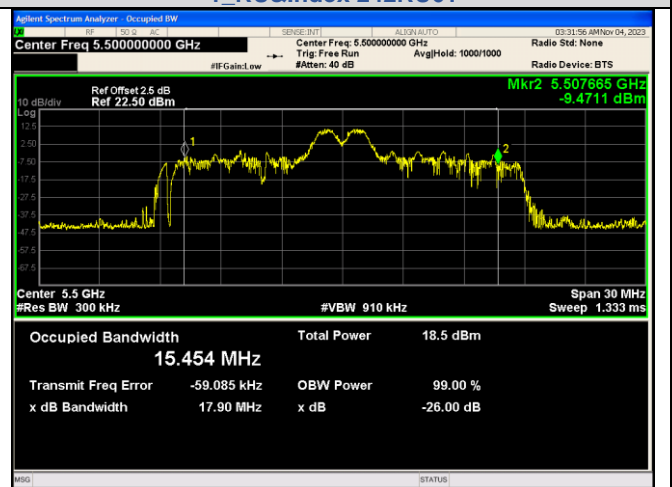 Agilent Spectrum Analyzer - Occupied BW
RF 50 Ω AC SENSE:INT ALIGN AUTO 03:31:56 AM Nov 04, 2023
Center Freq 5.500000000 GHz Center Freq: 5.500000000 GHz Radio Std: None
Trig: Free Run Avg|Hold: 1000/1000
#IFGain:Low #Atten: 40 dB Radio Device: BTS
Ref Offset 2.5 dB Mkr2 5.507665 GHz
10 dB/div Ref 22.50 dBm -9.4711 dBm
Log
12.5
2.50
-7.50
-17.5
-27.5
-37.5
-47.5
-57.5
-67.5
1
2
Center 5.5 GHz Span 30 MHz
#Res BW 300 kHz #VBW 910 kHz Sweep 1.333 ms
Occupied Bandwidth Total Power 18.5 dBm
15.454 MHz
Transmit Freq Error -59.085 kHz OBW Power 99.00 %
x dB Bandwidth 17.90 MHz x dB -26.00 dB
MSG STATUS